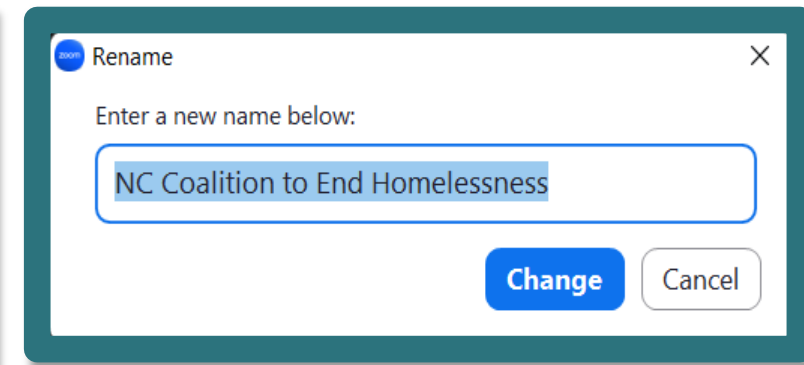 zoom Rename
Enter a new name below:
NC Coalition to End Homelessness
Change Cancel